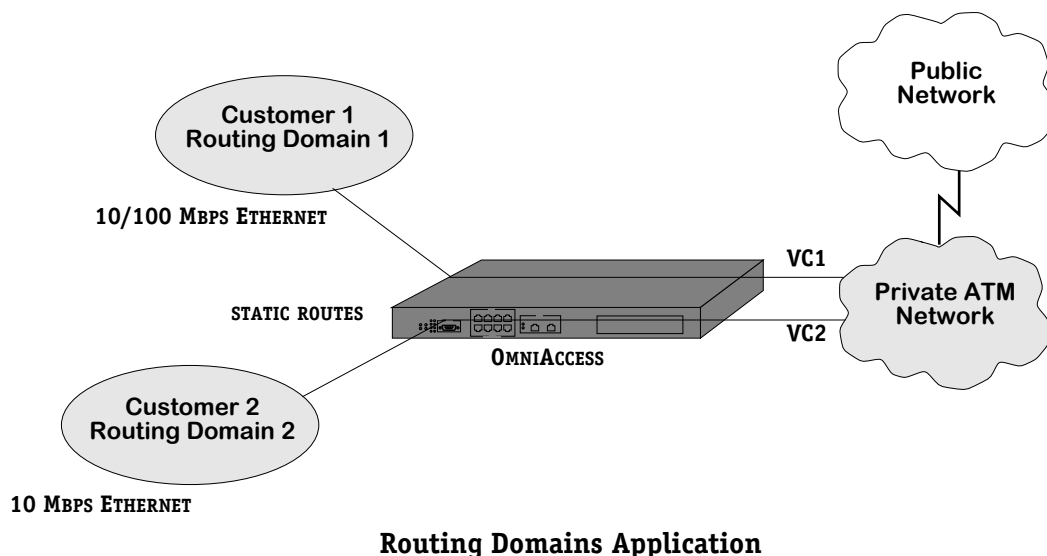 Public
Network
Customer 1
Routing Domain 1
10/100 MBPS ETHERNET
VC1
Private ATM
Network
STATIC ROUTES
VC2
OMNIACCESS
Customer 2
Routing Domain 2
10 MBPS ETHERNET
Routing Domains Application